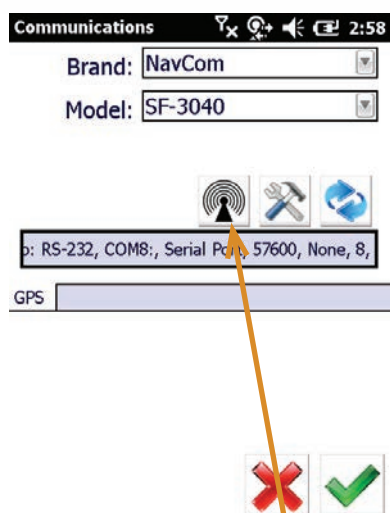 Communications 2:58
Brand: NavCom
Model: SF-3040
o: RS-232, COM8:, Serial Port, 57600, None, 8,
GPS